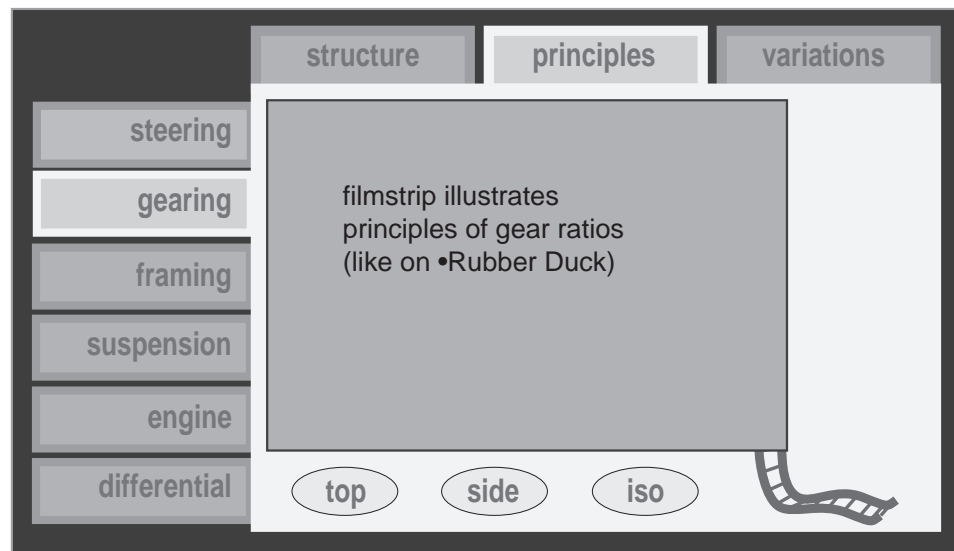 structure
principles
variations
steering
gearing
framing
suspension
engine
differential
filmstrip illustrates
principles of gear ratios
(like on •Rubber Duck)
top
side
iso